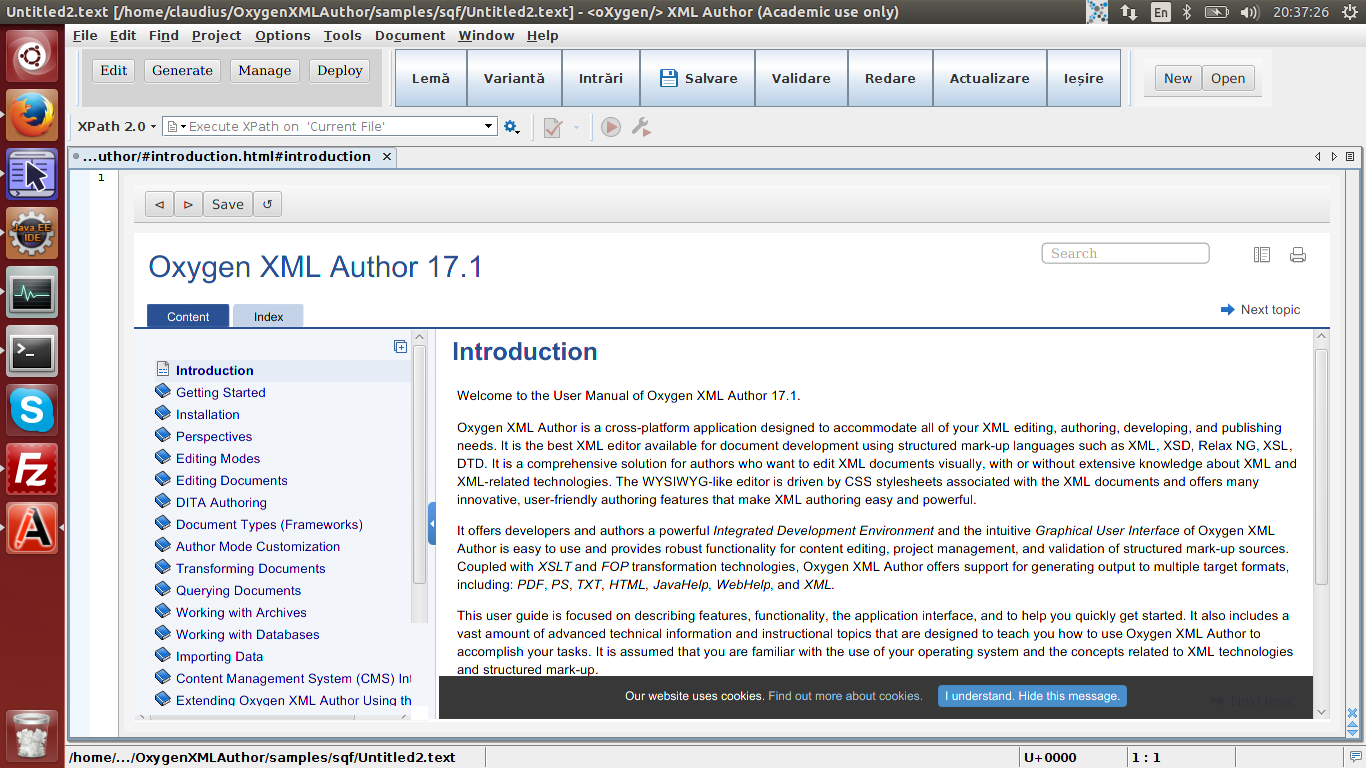 Untitled2.text [/home/claudius/OxygenXMLAuthor/samples/sqf/Untitled2.text] - <oXygen/> XML Author (Academic use only)
En
20:37:26
File Edit Find Project Options Tools Document Window Help
Edit Generate Manage Deploy
Lemă Variantă Intrări Salvare Validare Redare Actualizare Ieșire
New Open
XPath 2.0 Execute XPath on 'Current File'
...uthor/#introduction.html#introduction ×
1
Save
Oxygen XML Author 17.1
Search
Content Index
Next topic
Introduction
Getting Started
Installation
Perspectives
Editing Modes
Editing Documents
DITA Authoring
Document Types (Frameworks)
Author Mode Customization
Transforming Documents
Querying Documents
Working with Archives
Working with Databases
Importing Data
Content Management System (CMS) Int
Extending Oxygen XML Author Using th
Introduction
Welcome to the User Manual of Oxygen XML Author 17.1.
Oxygen XML Author is a cross-platform application designed to accommodate all of your XML editing, authoring, developing, and publishing
needs. It is the best XML editor available for document development using structured mark-up languages such as XML, XSD, Relax NG, XSL,
DTD. It is a comprehensive solution for authors who want to edit XML documents visually, with or without extensive knowledge about XML and
XML-related technologies. The WYSIWYG-like editor is driven by CSS stylesheets associated with the XML documents and offers many
innovative, user-friendly authoring features that make XML authoring easy and powerful.
It offers developers and authors a powerful Integrated Development Environment and the intuitive Graphical User Interface of Oxygen XML
Author is easy to use and provides robust functionality for content editing, project management, and validation of structured mark-up sources.
Coupled with XSLT and FOP transformation technologies, Oxygen XML Author offers support for generating output to multiple target formats,
including: PDF, PS, TXT, HTML, JavaHelp, WebHelp, and XML.
This user guide is focused on describing features, functionality, the application interface, and to help you quickly get started. It also includes a
vast amount of advanced technical information and instructional topics that are designed to teach you how to use Oxygen XML Author to
accomplish your tasks. It is assumed that you are familiar with the use of your operating system and the concepts related to XML technologies
and structured mark-up.
Our website uses cookies. Find out more about cookies. I understand. Hide this message.
Next topic
Java EE
IDE
S
Fz
A
/home/.../OxygenXMLAuthor/samples/sqf/Untitled2.text
U+0000
1 : 1